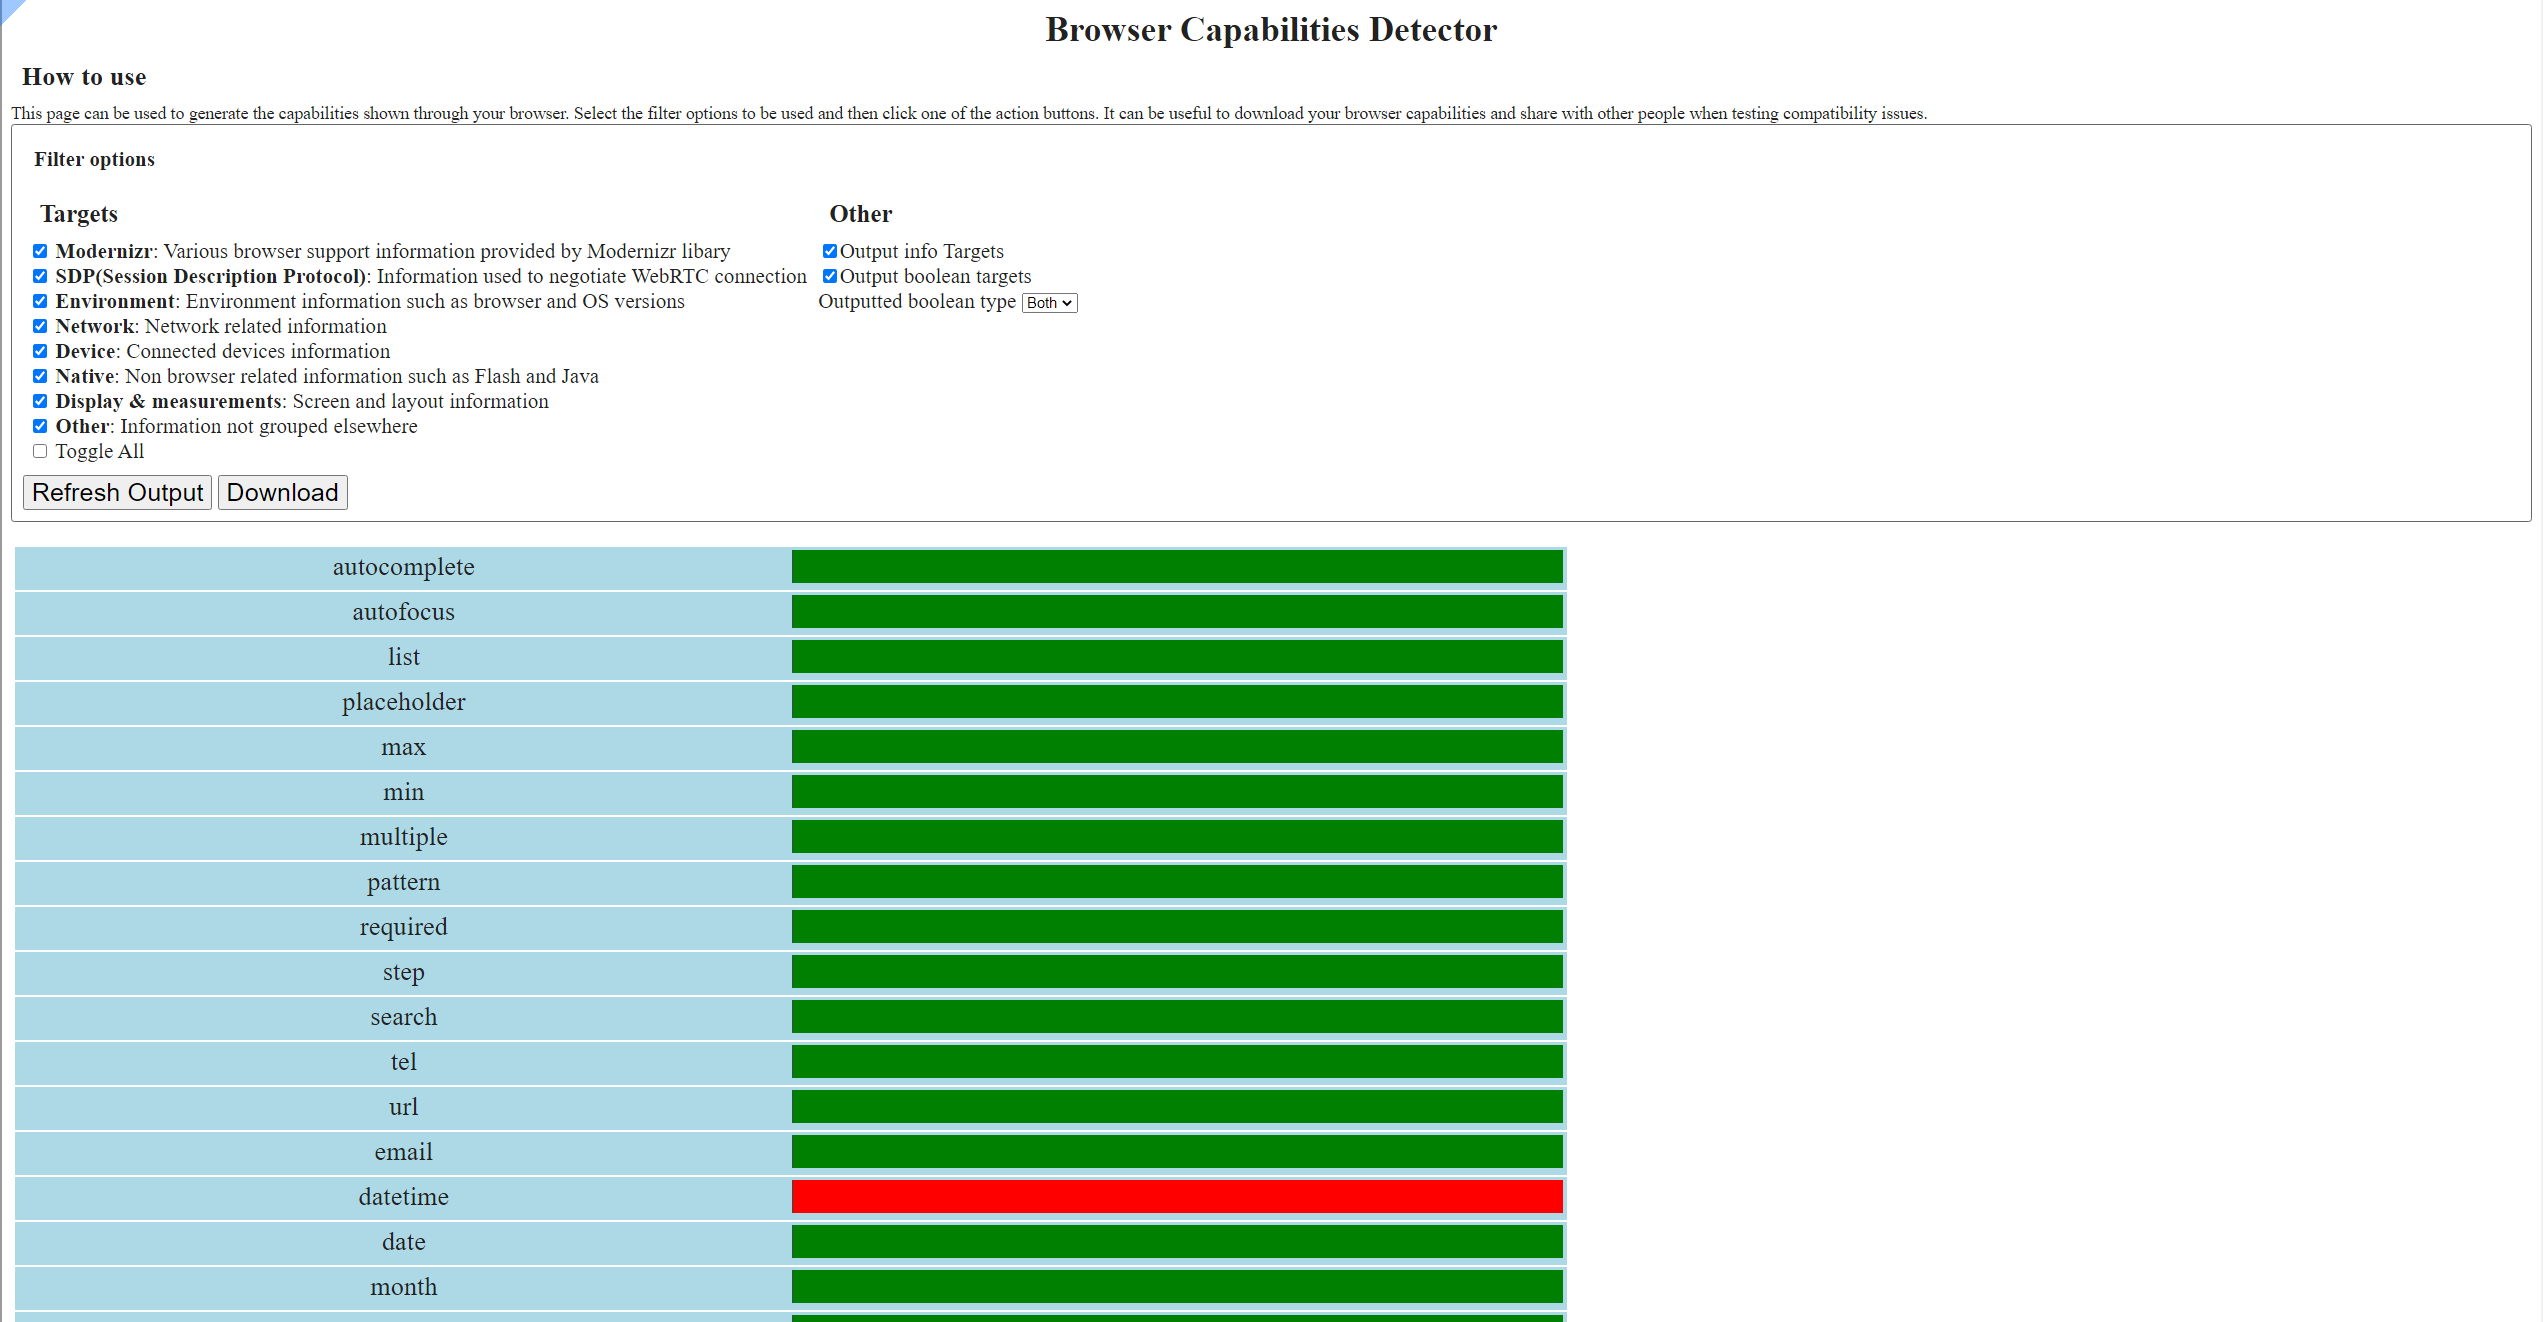 Browser Capabilities Detector
How to use
This page can be used to generate the capabilities shown through your browser. Select the filter options to be used and then click one of the action buttons. It can be useful to download your browser capabilities and share with other people when testing compatibility issues.
Filter options
Targets
Modernizr: Various browser support information provided by Modernizr libary
SDP(Session Description Protocol): Information used to negotiate WebRTC connection
Environment: Environment information such as browser and OS versions
Network: Network related information
Device: Connected devices information
Native: Non browser related information such as Flash and Java
Display & measurements: Screen and layout information
Other: Information not grouped elsewhere
Toggle All
Other
Output info Targets
Output boolean targets
Outputted boolean type Both
Refresh Output Download
autocomplete
autofocus
list
placeholder
max
min
multiple
pattern
required
step
search
tel
url
email
datetime
date
month